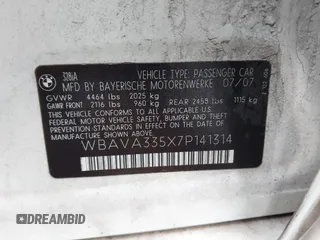 BMW
328iA
VEHICLE TYPE: PASSENGER CAR
MFD BY BAYERISCHE MOTORENWERKE 07/07
GVWR 4464 lbs 2025 kg
GAWR FRONT 2116 lbs 960 kg REAR 2458 lbs 1115 kg
THIS VEHICLE CONFORMS TO ALL APPLICABLE
FEDERAL MOTOR VEHICLE SAFETY, BUMPER, AND
THEFT PREVENTION STANDARDS IN EFFECT ON THE DATE
OF MANUFACTURE SHOWN ABOVE.
WBAVA335X7P141314
DREAMBID